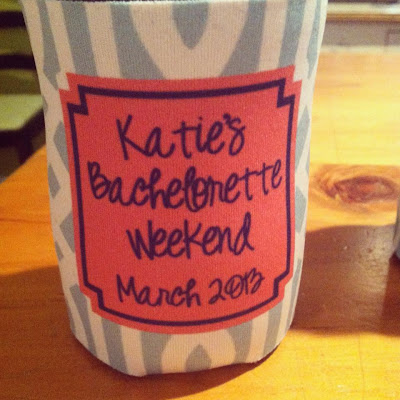 Katie's
Bachelorette
Weekend
March 2013